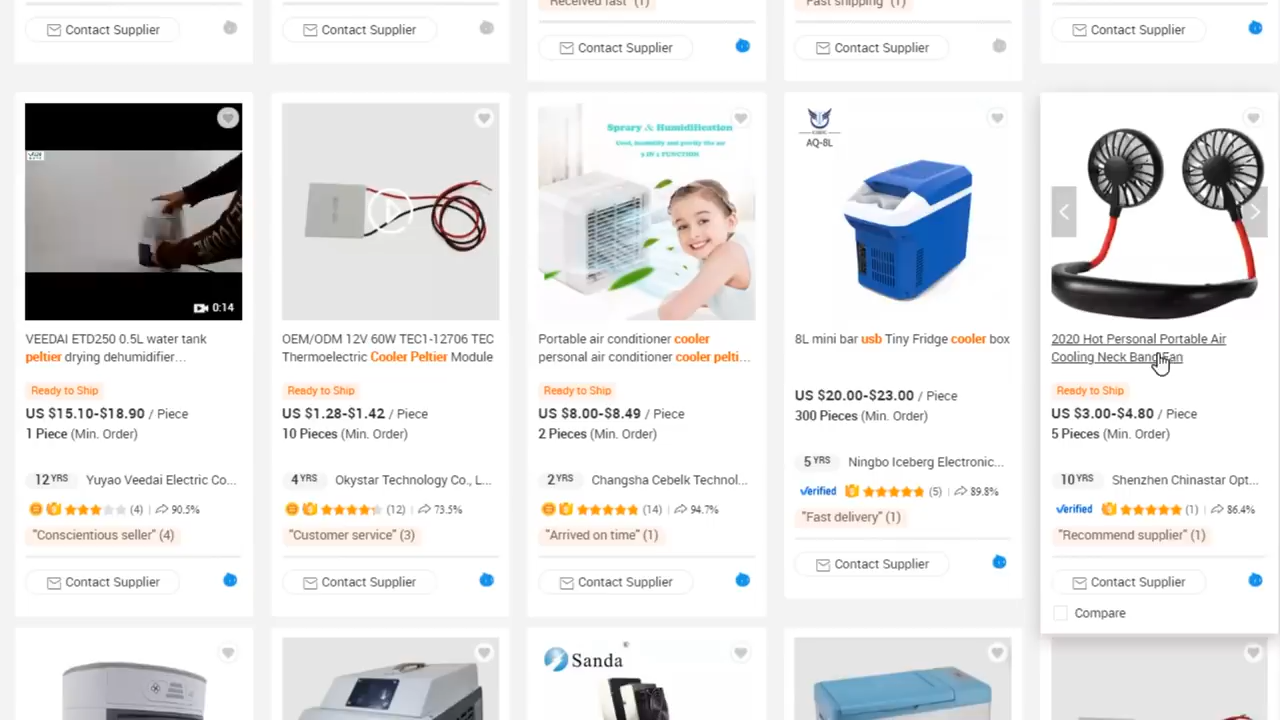 "Received fast" (1)
"Fast shipping" (1)
Contact Supplier
Contact Supplier
Contact Supplier
Contact Supplier
Contact Supplier
0:14
VEEDAI ETD250 0.5L water tank
peltier drying dehumidifier...
Ready to Ship
US $15.10-$18.90 / Piece
1 Piece (Min. Order)
12 YRS Yuyao Veedai Electric Co...
(4) 90.5%
"Conscientious seller" (4)
Contact Supplier
OEM/ODM 12V 60W TEC1-12706 TEC
Thermoelectric Cooler Peltier Module
Ready to Ship
US $1.28-$1.42 / Piece
10 Pieces (Min. Order)
4 YRS Okystar Technology Co., L...
(12) 73.5%
"Customer service" (3)
Contact Supplier
Sprary & Humidification
Cool, humidity and purify the air
3 IN 1 FUNCTION
Portable air conditioner cooler
personal air conditioner cooler pelti...
Ready to Ship
US $8.00-$8.49 / Piece
2 Pieces (Min. Order)
2 YRS Changsha Cebelk Technol...
(14) 94.7%
"Arrived on time" (1)
Contact Supplier
AQ-8L
8L mini bar usb Tiny Fridge cooler box
US $20.00-$23.00 / Piece
300 Pieces (Min. Order)
5 YRS Ningbo Iceberg Electronic...
Verified (5) 89.8%
"Fast delivery" (1)
Contact Supplier
2020 Hot Personal Portable Air
Cooling Neck Band Fan
Ready to Ship
US $3.00-$4.80 / Piece
5 Pieces (Min. Order)
10 YRS Shenzhen Chinastar Opt...
Verified (1) 86.4%
"Recommend supplier" (1)
Contact Supplier
Compare
Sanda®